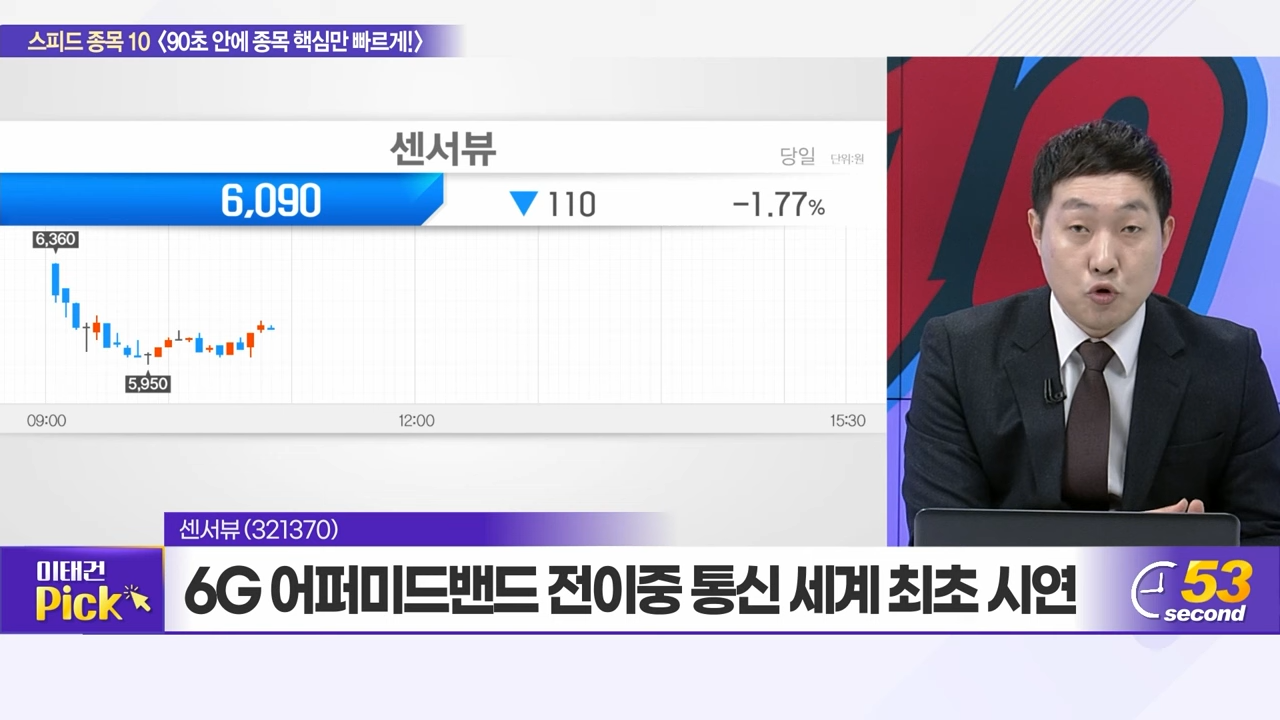 스피드 종목 10 〈90초 안에 종목 핵심만 빠르게!〉
센서뷰
당일 단위:원
6,090 ▼ 110 -1.77%
6,360
5,950
09:00 12:00 15:30
센서뷰 (321370)
이태건 Pick
6G 어퍼미드밴드 전이중 통신 세계 최초 시연
53 second